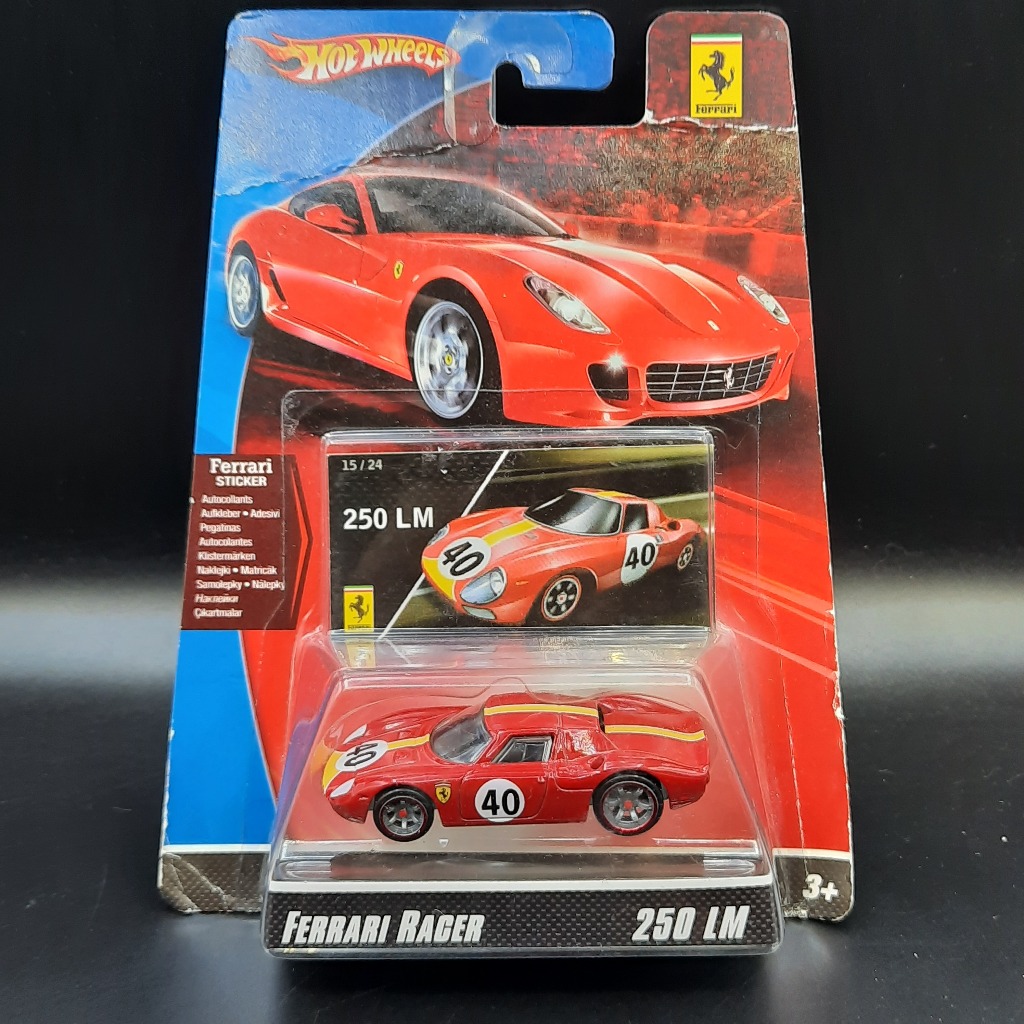 HOT WHEELS
Ferrari
Ferrari
STICKER
Autocollants
Aufkleber • Adesivi
Pegatinas
Autocolantes
Klistermärken
Naklejki • Matricák
Samolepky • Nálepky
Наклейки
Çıkartmalar
15 / 24
250 LM
40
40
40
40
FERRARI RACER
250 LM
3+